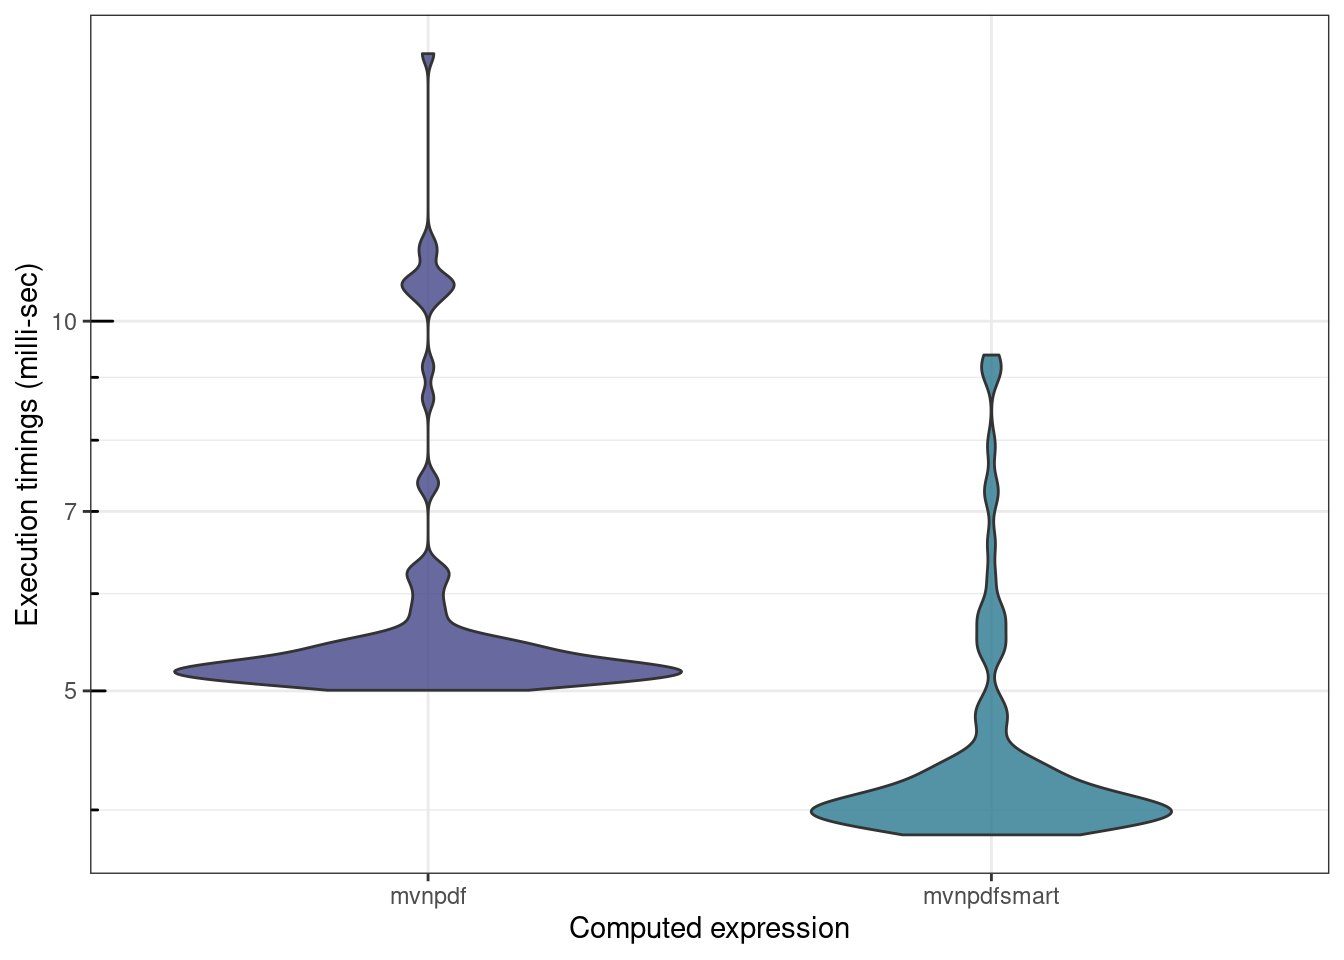 Execution timings (milli-sec)
10
7
5
mvnpdf
mvnpdfsmart
Computed expression